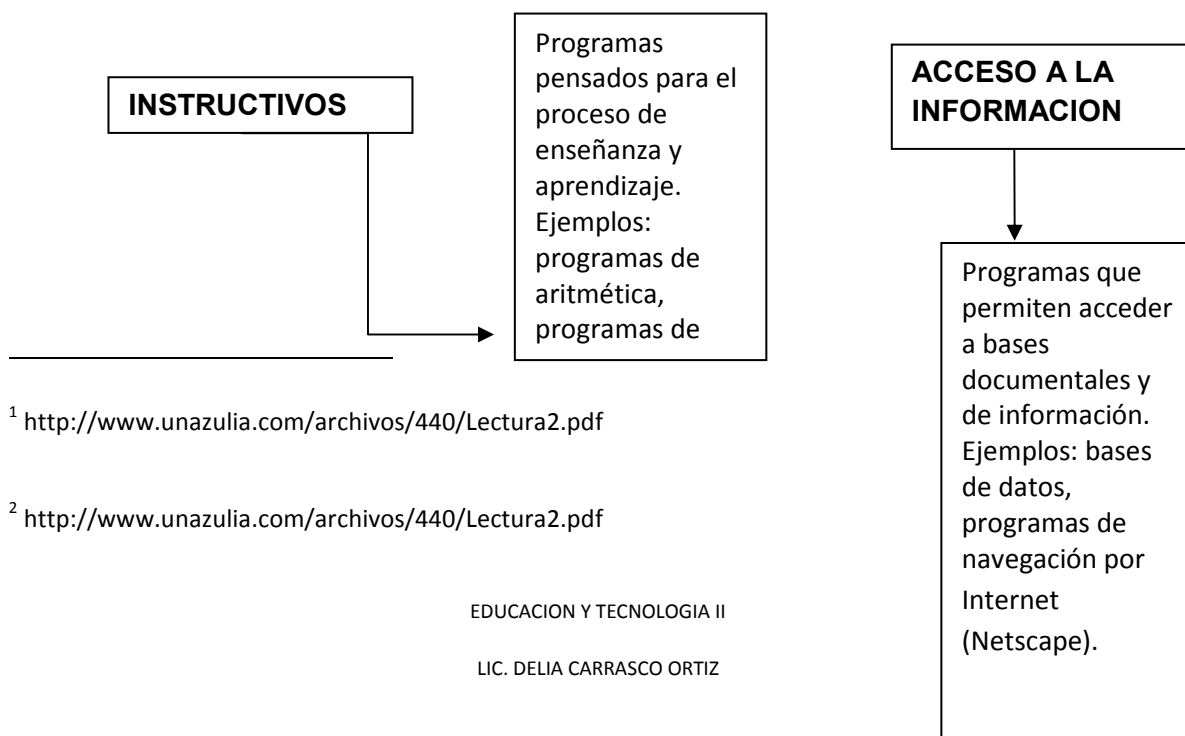 INSTRUCTIVOS
Programas
pensados para el
proceso de
enseñanza y
aprendizaje.
Ejemplos:
programas de
aritmética,
programas de
ACCESO A LA
INFORMACION
Programas que
permiten acceder
a bases
documentales y
de información.
Ejemplos: bases
de datos,
programas de
navegación por
Internet
(Netscape).
1 http://www.unazulia.com/archivos/440/Lectura2.pdf
2 http://www.unazulia.com/archivos/440/Lectura2.pdf
EDUCACION Y TECNOLOGIA II
LIC. DELIA CARRASCO ORTIZ